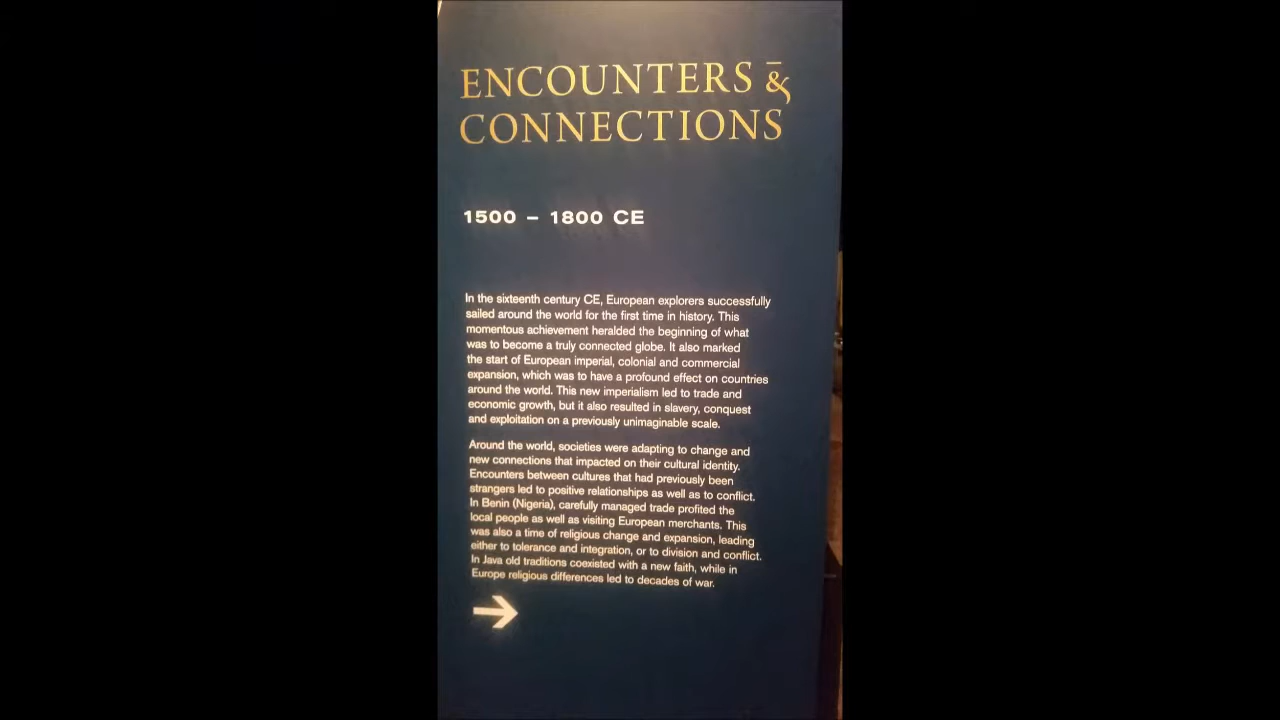 ENCOUNTERS &
CONNECTIONS
1500 – 1800 CE
In the sixteenth century CE, European explorers successfully
sailed around the world for the first time in history. This
momentous achievement heralded the beginning of what
was to become a truly connected globe. It also marked
the start of European imperial, colonial and commercial
expansion, which was to have a profound effect on countries
around the world. This new imperialism led to trade and
economic growth, but it also resulted in slavery, conquest
and exploitation on a previously unimaginable scale.
Around the world, societies were adapting to change and
new connections that impacted on their cultural identity.
Encounters between cultures that had previously been
strangers led to positive relationships as well as to conflict.
In Benin (Nigeria), carefully managed trade profited the
local people as well as visiting European merchants. This
was also a time of religious change and expansion, leading
either to tolerance and integration, or to division and conflict.
In Java old traditions coexisted with a new faith, while in
Europe religious differences led to decades of war.